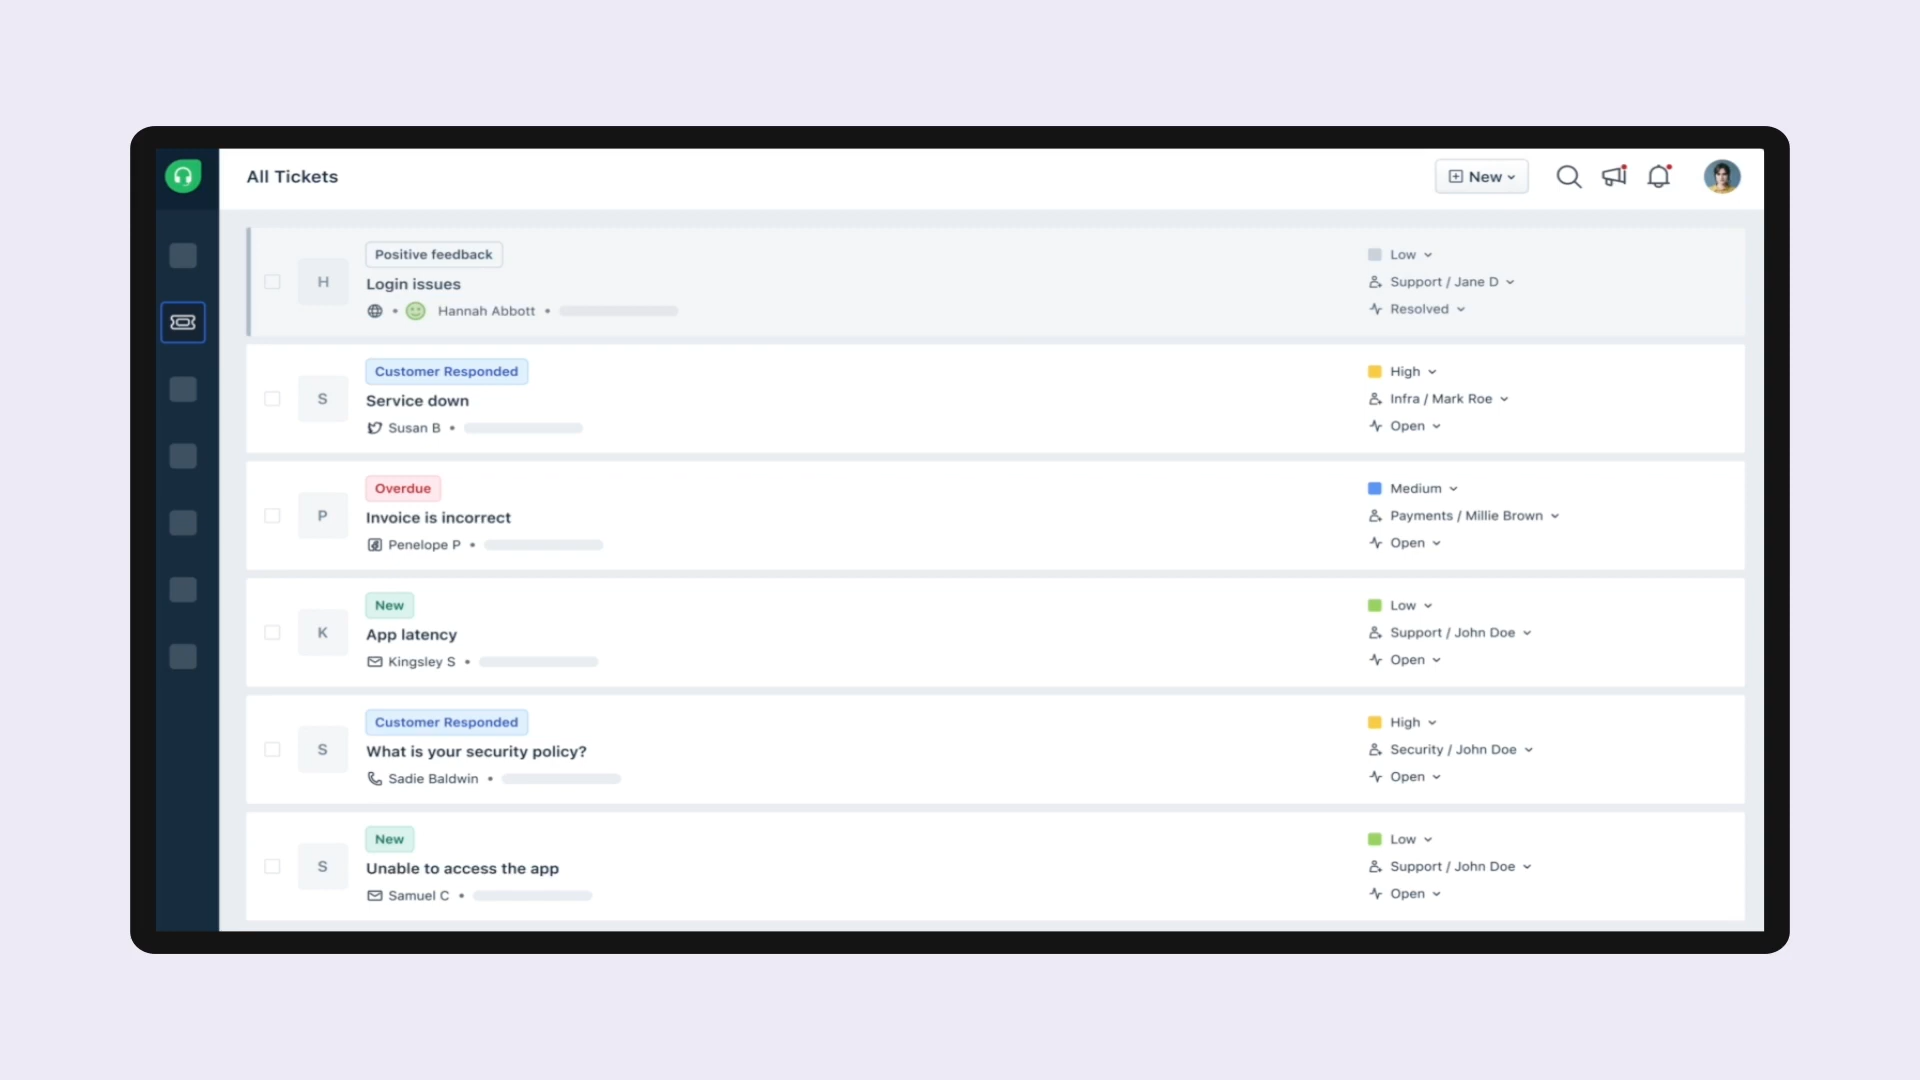 All Tickets
New
Positive feedback
H
Login issues
Hannah Abbott
Low
Support / Jane D
Resolved
Customer Responded
S
Service down
Susan B
High
Infra / Mark Roe
Open
Overdue
P
Invoice is incorrect
Penelope P
Medium
Payments / Millie Brown
Open
New
K
App latency
Kingsley S
Low
Support / John Doe
Open
Customer Responded
S
What is your security policy?
Sadie Baldwin
High
Security / John Doe
Open
New
S
Unable to access the app
Samuel C
Low
Support / John Doe
Open